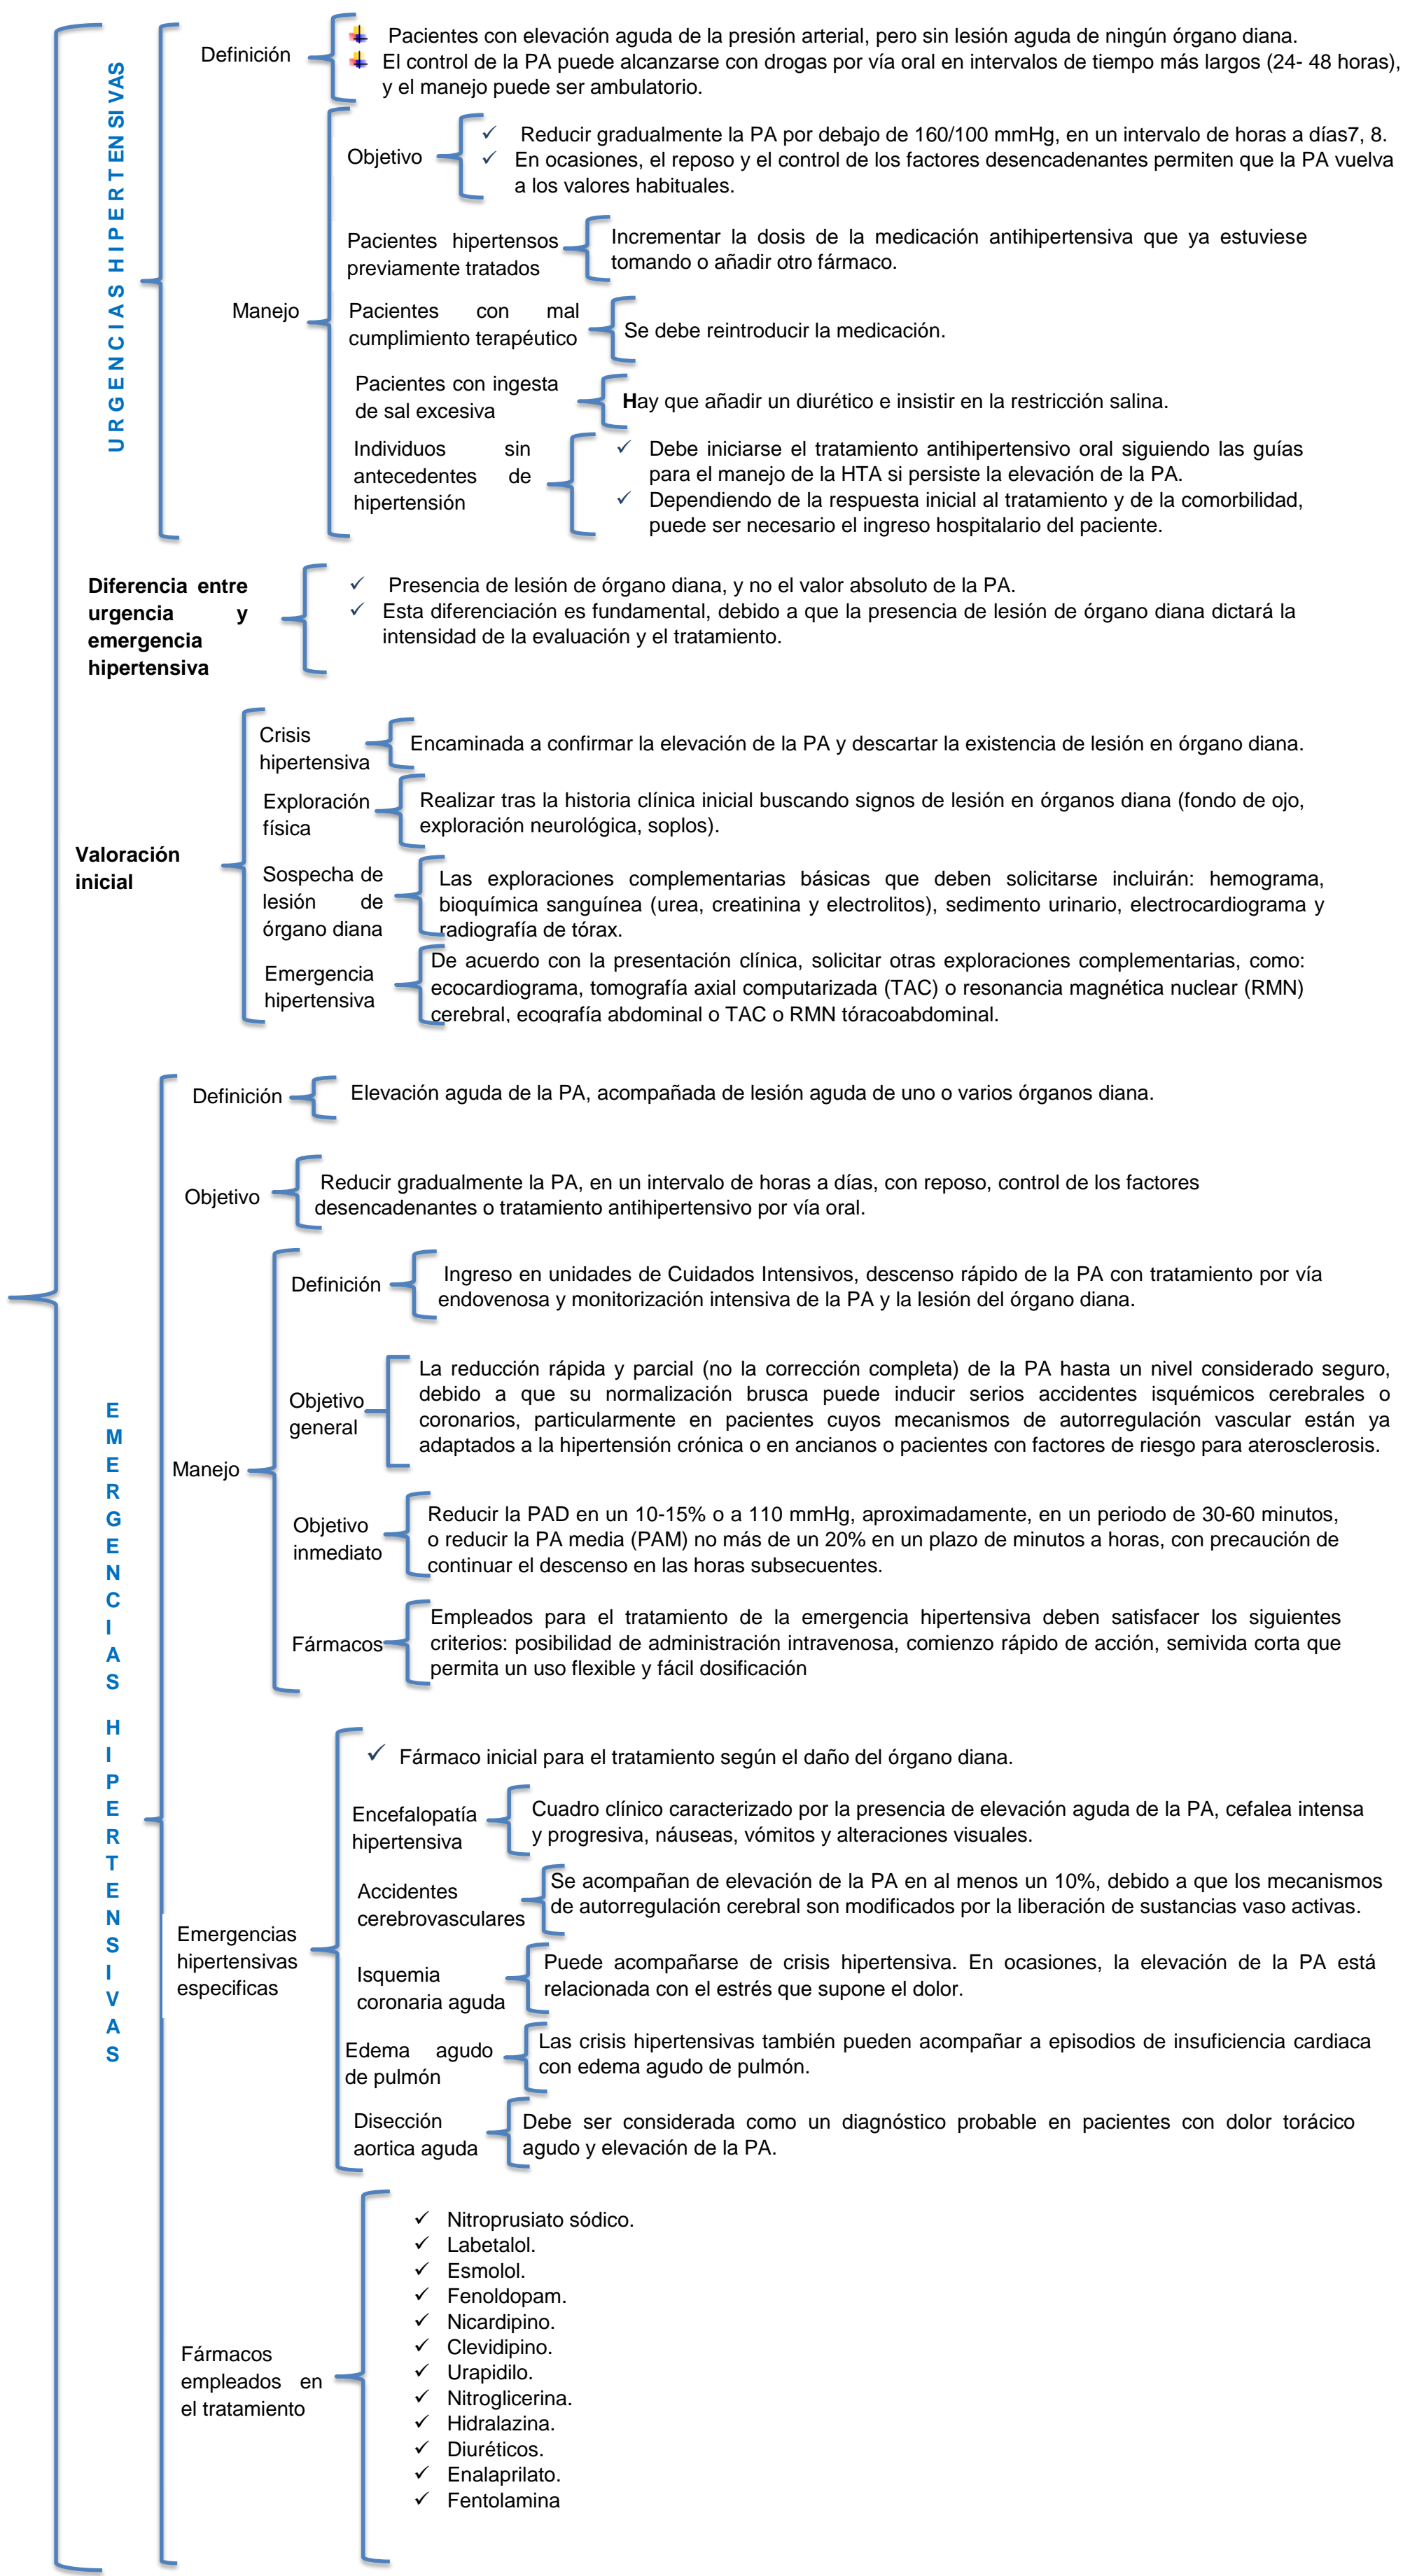 URGENCIAS HIPERTENSIVAS
Definición
Pacientes con elevación aguda de la presión arterial, pero sin lesión aguda de ningún órgano diana.
El control de la PA puede alcanzarse con drogas por vía oral en intervalos de tiempo más largos (24- 48 horas),
y el manejo puede ser ambulatorio.
Manejo
Objetivo
Reducir gradualmente la PA por debajo de 160/100 mmHg, en un intervalo de horas a días7, 8.
En ocasiones, el reposo y el control de los factores desencadenantes permiten que la PA vuelva
a los valores habituales.
Pacientes hipertensos
previamente tratados
Incrementar la dosis de la medicación antihipertensiva que ya estuviese
tomando o añadir otro fármaco.
Pacientes con mal
cumplimiento terapéutico
Se debe reintroducir la medicación.
Pacientes con ingesta
de sal excesiva
Hay que añadir un diurético e insistir en la restricción salina.
Individuos sin
antecedentes de
hipertensión
Debe iniciarse el tratamiento antihipertensivo oral siguiendo las guías
para el manejo de la HTA si persiste la elevación de la PA.
Dependiendo de la respuesta inicial al tratamiento y de la comorbilidad,
puede ser necesario el ingreso hospitalario del paciente.
Diferencia entre
urgencia y
emergencia
hipertensiva
Presencia de lesión de órgano diana, y no el valor absoluto de la PA.
Esta diferenciación es fundamental, debido a que la presencia de lesión de órgano diana dictará la
intensidad de la evaluación y el tratamiento.
Valoración
inicial
Crisis
hipertensiva
Encaminada a confirmar la elevación de la PA y descartar la existencia de lesión en órgano diana.
Exploración
física
Realizar tras la historia clínica inicial buscando signos de lesión en órganos diana (fondo de ojo,
exploración neurológica, soplos).
Sospecha de
lesión de
órgano diana
Las exploraciones complementarias básicas que deben solicitarse incluirán: hemograma,
bioquímica sanguínea (urea, creatinina y electrolitos), sedimento urinario, electrocardiograma y
radiografía de tórax.
Emergencia
hipertensiva
De acuerdo con la presentación clínica, solicitar otras exploraciones complementarias, como:
ecocardiograma, tomografía axial computarizada (TAC) o resonancia magnética nuclear (RMN)
cerebral, ecografía abdominal o TAC o RMN tóracoabdominal.
EMERGENCIAS HIPERTENSIVAS
Definición
Elevación aguda de la PA, acompañada de lesión aguda de uno o varios órganos diana.
Objetivo
Reducir gradualmente la PA, en un intervalo de horas a días, con reposo, control de los factores
desencadenantes o tratamiento antihipertensivo por vía oral.
Manejo
Definición
Ingreso en unidades de Cuidados Intensivos, descenso rápido de la PA con tratamiento por vía
endovenosa y monitorización intensiva de la PA y la lesión del órgano diana.
Objetivo
general
La reducción rápida y parcial (no la corrección completa) de la PA hasta un nivel considerado seguro,
debido a que su normalización brusca puede inducir serios accidentes isquémicos cerebrales o
coronarios, particularmente en pacientes cuyos mecanismos de autorregulación vascular están ya
adaptados a la hipertensión crónica o en ancianos o pacientes con factores de riesgo para aterosclerosis.
Objetivo
inmediato
Reducir la PAD en un 10-15% o a 110 mmHg, aproximadamente, en un periodo de 30-60 minutos,
o reducir la PA media (PAM) no más de un 20% en un plazo de minutos a horas, con precaución de
continuar el descenso en las horas subsecuentes.
Fármacos
Empleados para el tratamiento de la emergencia hipertensiva deben satisfacer los siguientes
criterios: posibilidad de administración intravenosa, comienzo rápido de acción, semivida corta que
permita un uso flexible y fácil dosificación
Emergencias
hipertensivas
especificas
Fármaco inicial para el tratamiento según el daño del órgano diana.
Encefalopatía
hipertensiva
Cuadro clínico caracterizado por la presencia de elevación aguda de la PA, cefalea intensa
y progresiva, náuseas, vómitos y alteraciones visuales.
Accidentes
cerebrovasculares
Se acompañan de elevación de la PA en al menos un 10%, debido a que los mecanismos
de autorregulación cerebral son modificados por la liberación de sustancias vaso activas.
Isquemia
coronaria aguda
Puede acompañarse de crisis hipertensiva. En ocasiones, la elevación de la PA está
relacionada con el estrés que supone el dolor.
Edema agudo
de pulmón
Las crisis hipertensivas también pueden acompañar a episodios de insuficiencia cardiaca
con edema agudo de pulmón.
Disección
aortica aguda
Debe ser considerada como un diagnóstico probable en pacientes con dolor torácico
agudo y elevación de la PA.
Fármacos
empleados en
el tratamiento
Nitroprusiato sódico.
Labetalol.
Esmolol.
Fenoldopam.
Nicardipino.
Clevidipino.
Urapidilo.
Nitroglicerina.
Hidralazina.
Diuréticos.
Enalaprilato.
Fentolamina